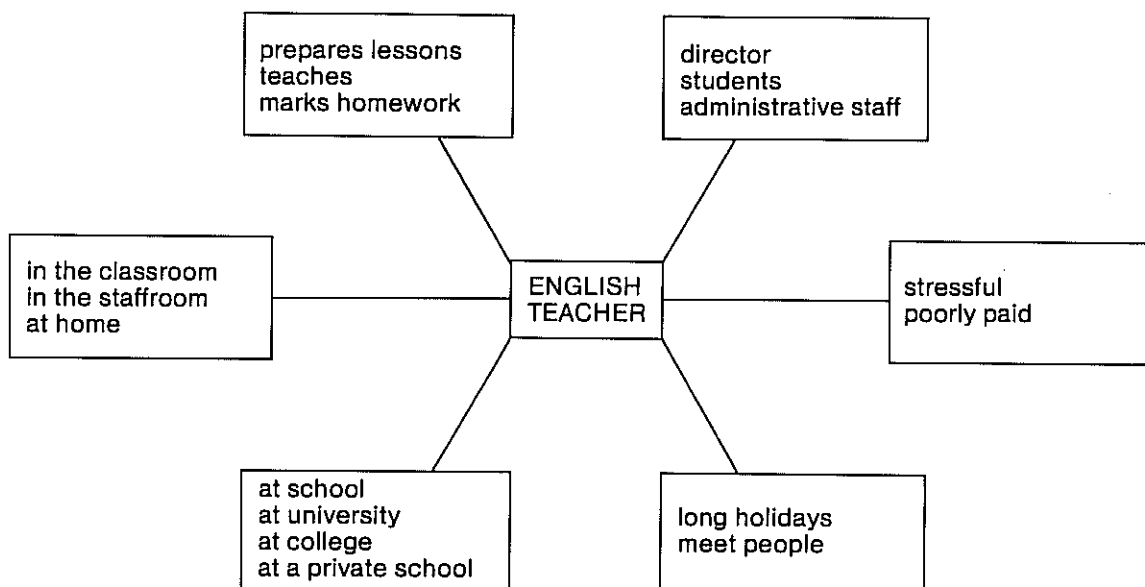 prepares lessons
teaches
marks homework
director
students
administrative staff
in the classroom
in the staffroom
at home
ENGLISH
TEACHER
stressful
poorly paid
at school
at university
at college
at a private school
long holidays
meet people